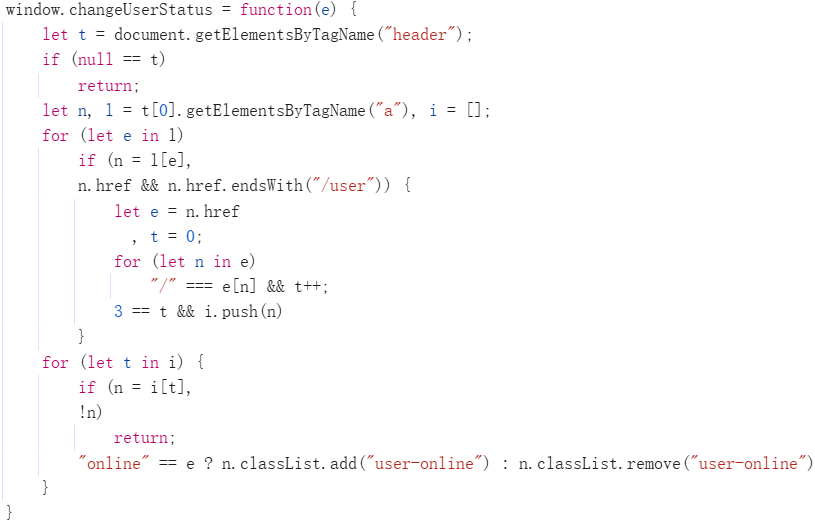 window.changeUserStatus = function(e) {
    let t = document.getElementsByTagName("header");
    if (null == t)
        return;
    let n, l = t[0].getElementsByTagName("a"), i = [];
    for (let e in l)
        if (n = l[e],
        n.href && n.href.endsWith("/user")) {
            let e = n.href
              , t = 0;
            for (let n in e)
                "/" === e[n] && t++;
            3 == t && i.push(n)
        }
    for (let t in i) {
        if (n = i[t],
        !n)
            return;
        "online" == e ? n.classList.add("user-online") : n.classList.remove("user-online")
    }
}